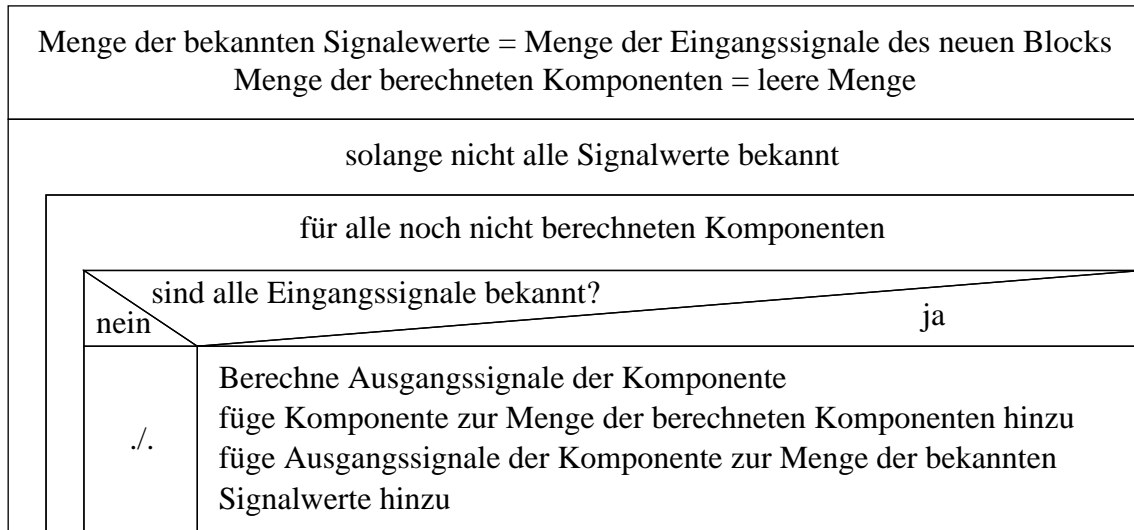 Menge der bekannten Signalewerte = Menge der Eingangssignale des neuen Blocks
Menge der berechneten Komponenten = leere Menge
solange nicht alle Signalwerte bekannt
für alle noch nicht berechneten Komponenten
sind alle Eingangssignale bekannt?
nein
ja
./.
Berechne Ausgangssignale der Komponente
füge Komponente zur Menge der berechneten Komponenten hinzu
füge Ausgangssignale der Komponente zur Menge der bekannten
Signalwerte hinzu